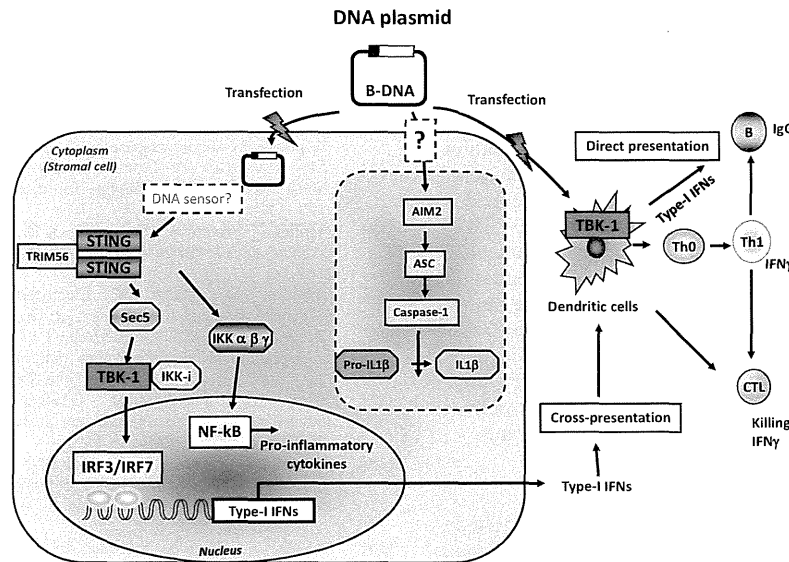 DNA plasmid
B-DNA
Transfection
Transfection
Cytoplasm
(Stromal cell)
?
DNA sensor?
TRIM56
STING
STING
Sec5
TBK-1
IKK-i
IKK α β γ
AIM2
ASC
Caspase-1
Pro-IL1β
IL1β
NF-kB
Pro-inflammatory
cytokines
IRF3/IRF7
Type-I IFNs
Nucleus
Direct presentation
Type-I IFNs
TBK-1
Dendritic cells
Th0
Th1
IFNγ
B
IgG
CTL
Killing
IFNγ
Cross-presentation
Type-I IFNs